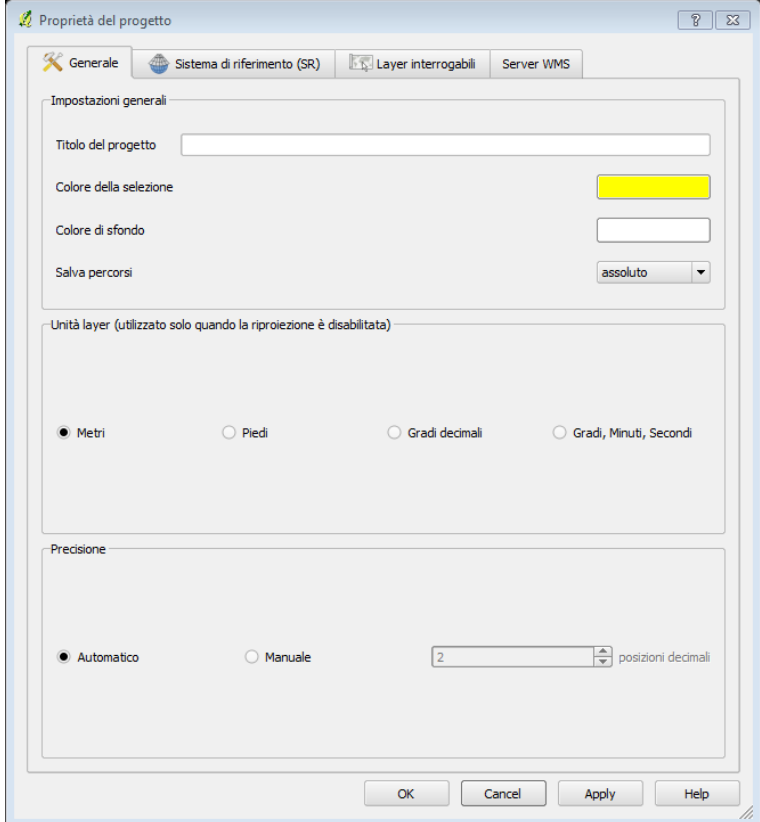 Proprietà del progetto
Generale
Sistema di riferimento (SR)
Layer interrogabili
Server WMS
Impostazioni generali
Titolo del progetto
Colore della selezione
Colore di sfondo
Salva percorsi
assoluto
Unità layer (utilizzato solo quando la riproiezione è disabilitata)
Metri
Piedi
Gradi decimali
Gradi, Minuti, Secondi
Precisione
Automatico
Manuale
2
posizioni decimali
OK
Cancel
Apply
Help